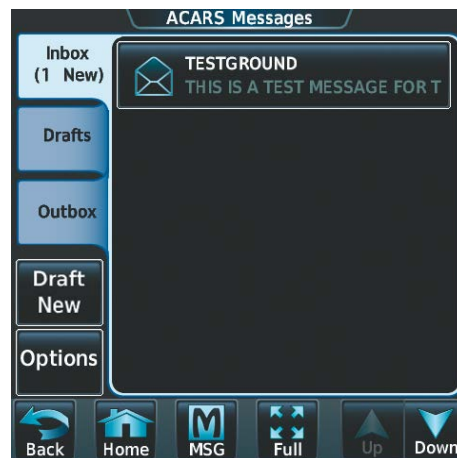 ACARS Messages
Inbox
(1 New)
TESTGROUND
THIS IS A TEST MESSAGE FOR T
Drafts
Outbox
Draft
New
Options
Back
Home
MSG
Full
Up
Down